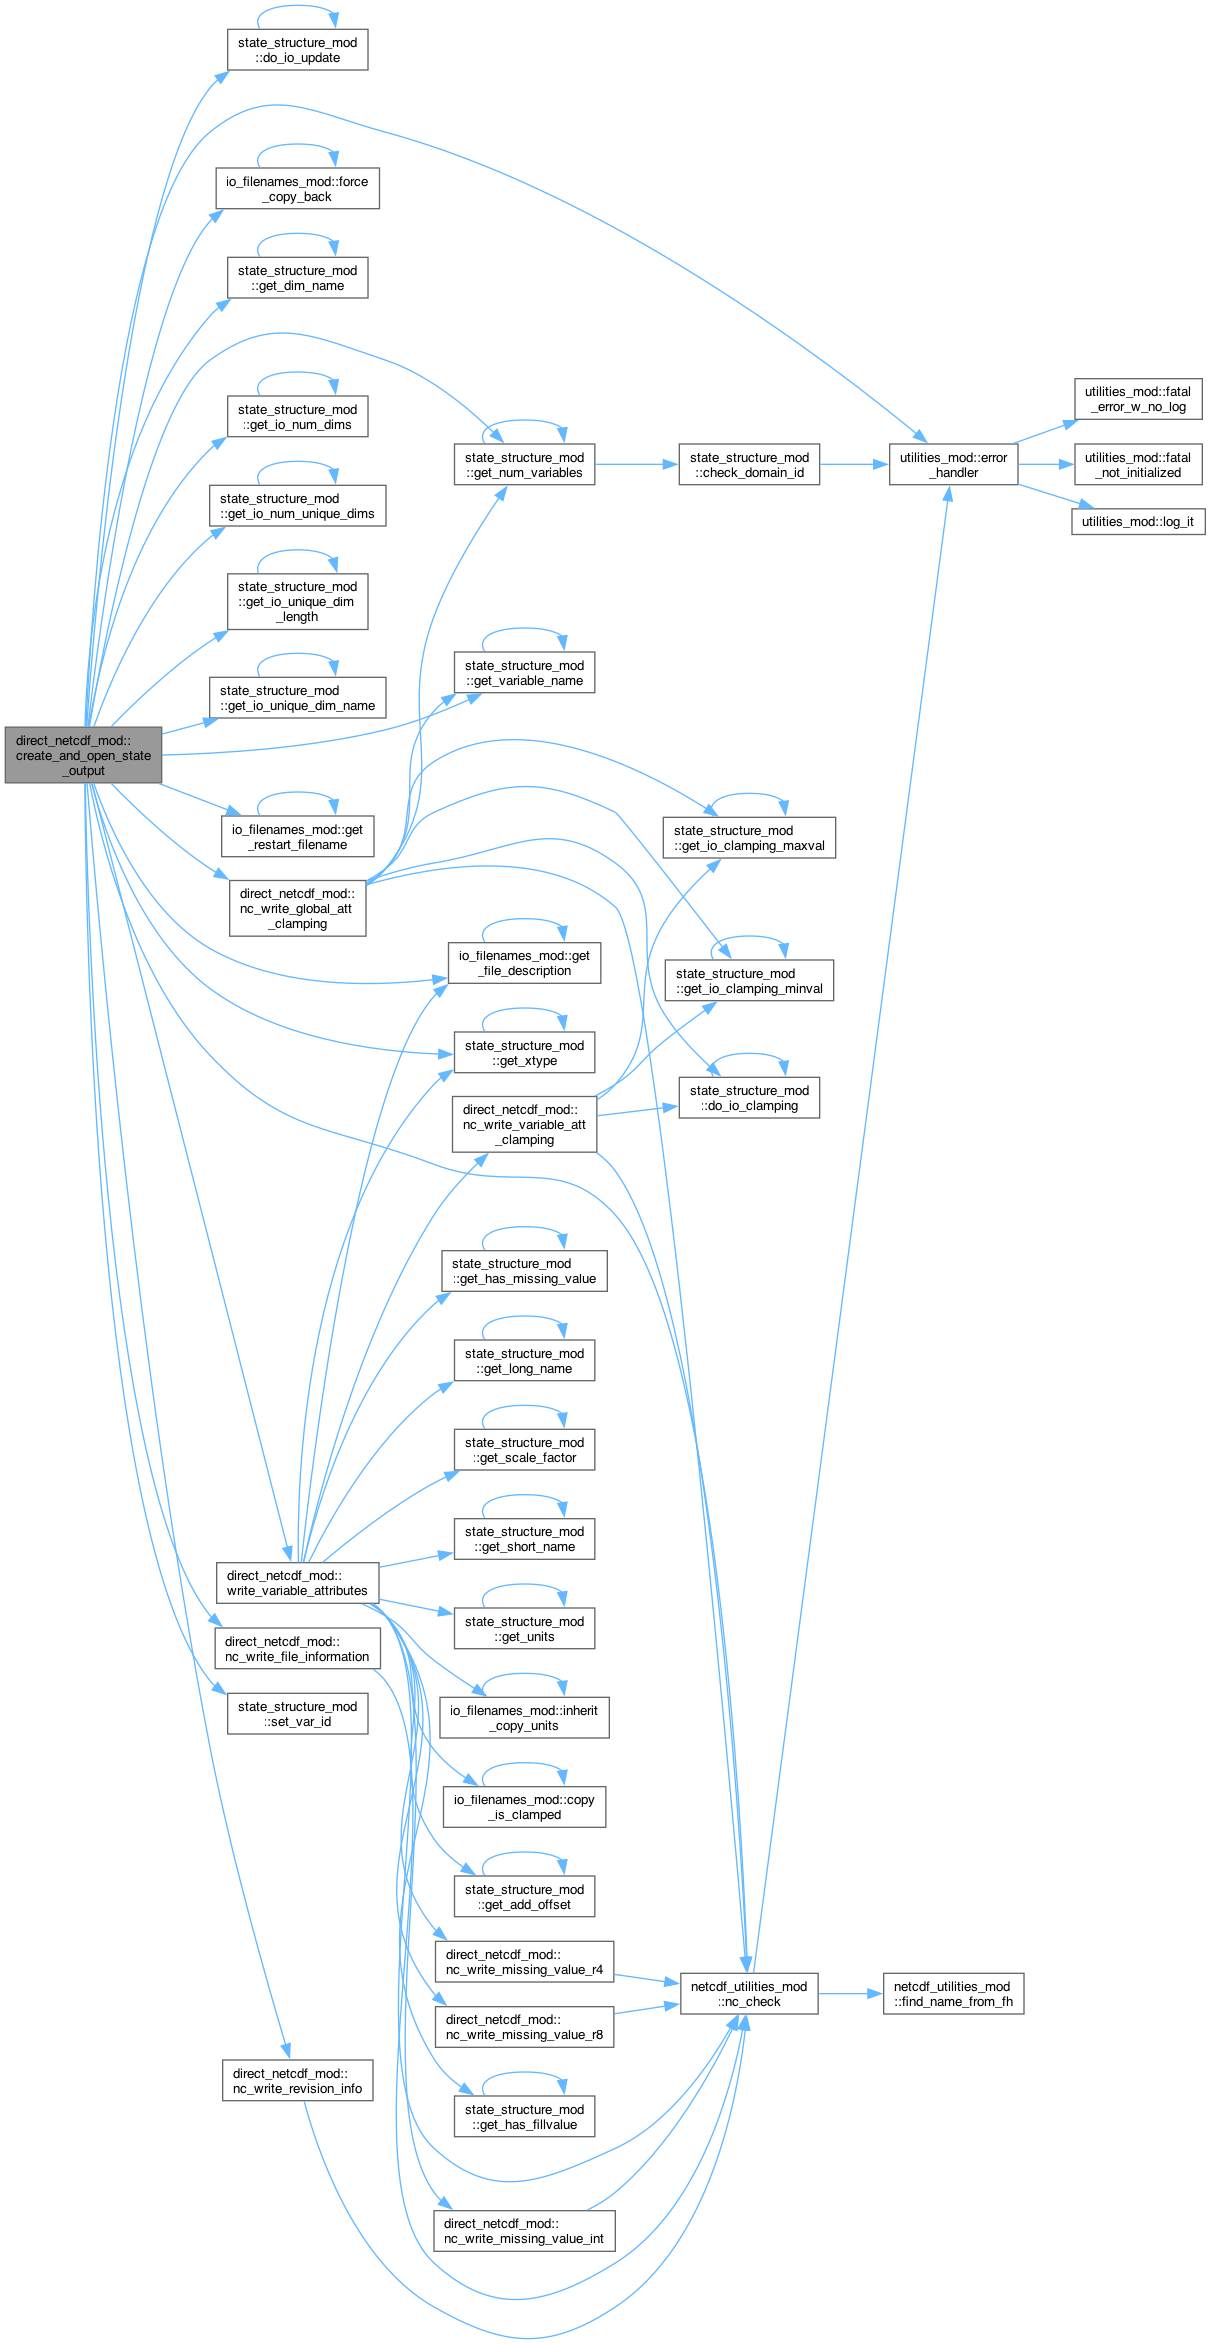 state_structure_mod
::do_io_update
io_filenames_mod::force
_copy_back
state_structure_mod
::get_dim_name
state_structure_mod
::get_io_num_dims
state_structure_mod
::get_io_num_unique_dims
state_structure_mod
::get_io_unique_dim
_length
state_structure_mod
::get_io_unique_dim_name
direct_netcdf_mod::
create_and_open_state
_output
io_filenames_mod::get
_restart_filename
direct_netcdf_mod::
nc_write_global_att
_clamping
direct_netcdf_mod::
write_variable_attributes
direct_netcdf_mod::
nc_write_file_information
state_structure_mod
::set_var_id
direct_netcdf_mod::
nc_write_revision_info
state_structure_mod
::get_num_variables
state_structure_mod
::get_variable_name
io_filenames_mod::get
_file_description
state_structure_mod
::get_xtype
direct_netcdf_mod::
nc_write_variable_att
_clamping
state_structure_mod
::get_has_missing_value
state_structure_mod
::get_long_name
state_structure_mod
::get_scale_factor
state_structure_mod
::get_short_name
state_structure_mod
::get_units
io_filenames_mod::inherit
_copy_units
io_filenames_mod::copy
_is_clamped
state_structure_mod
::get_add_offset
direct_netcdf_mod::
nc_write_missing_value_r4
direct_netcdf_mod::
nc_write_missing_value_r8
state_structure_mod
::get_has_fillvalue
direct_netcdf_mod::
nc_write_missing_value_int
state_structure_mod
::check_domain_id
state_structure_mod
::get_io_clamping_maxval
state_structure_mod
::get_io_clamping_minval
state_structure_mod
::do_io_clamping
netcdf_utilities_mod
::nc_check
utilities_mod::error
_handler
netcdf_utilities_mod
::find_name_from_fh
utilities_mod::fatal
_error_w_no_log
utilities_mod::fatal
_not_initialized
utilities_mod::log_it